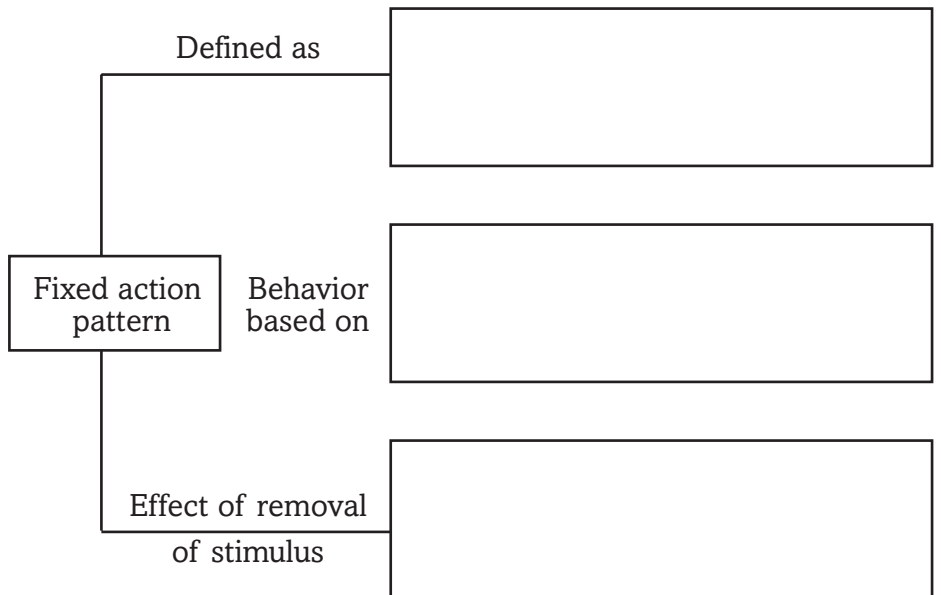 Defined as
Fixed action
pattern
Behavior
based on
Effect of removal
of stimulus